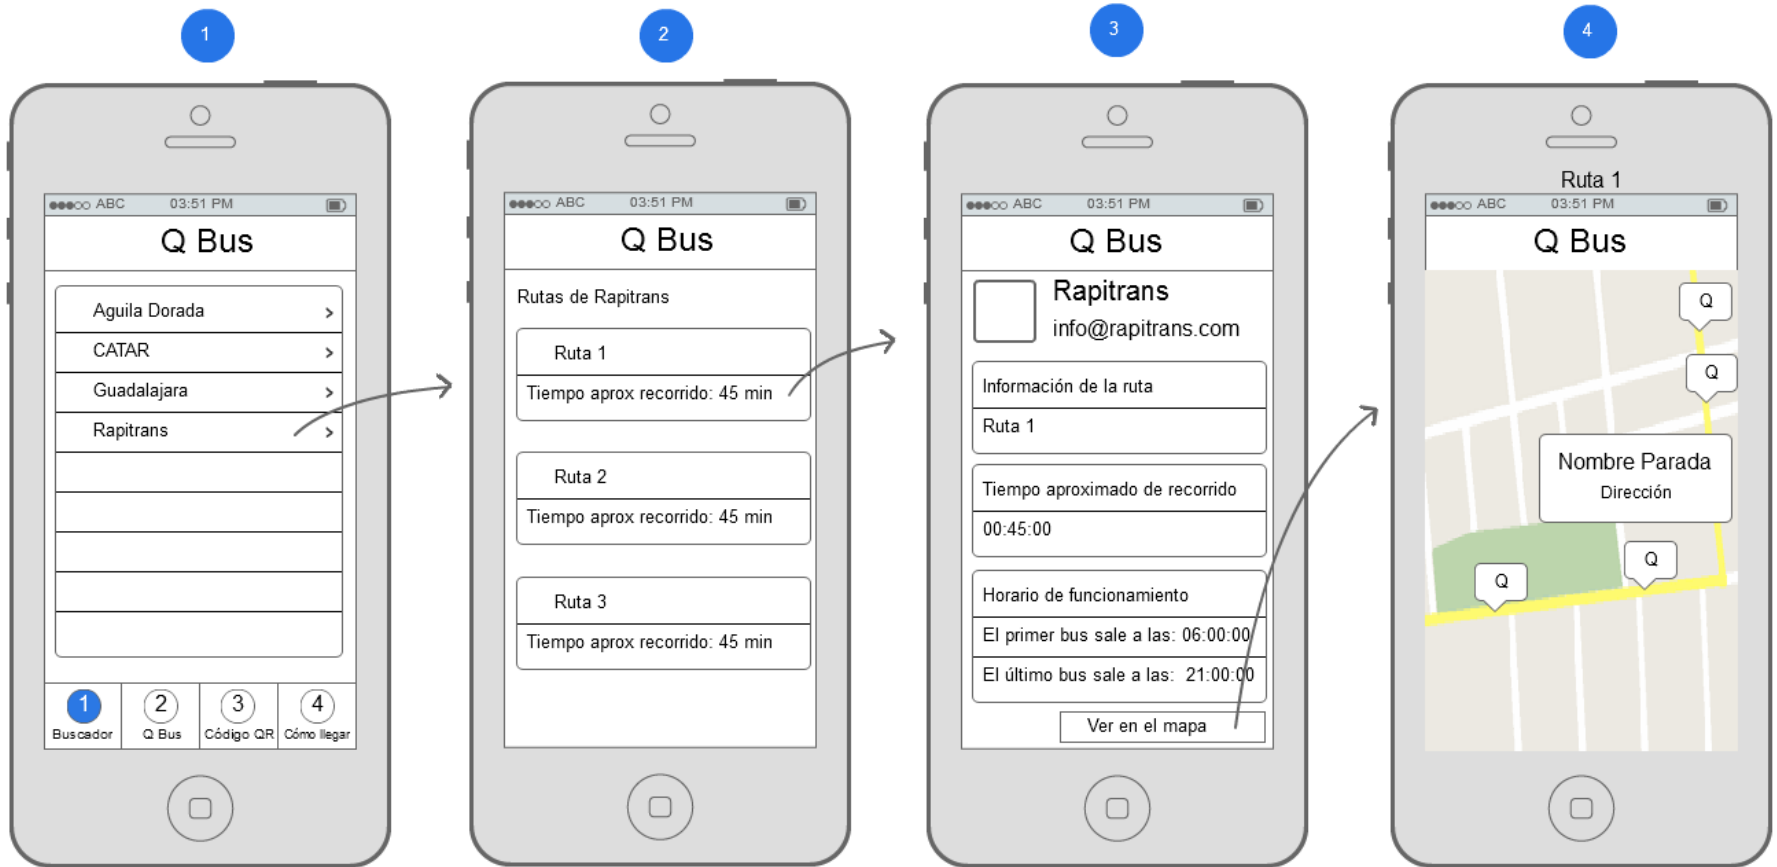 1
2
3
4
ABC 03:51 PM
Q Bus
Aguila Dorada
CATAR
Guadalajara
Rapitrans
1
Buscador
2
Q Bus
3
Código QR
4
Cómo llegar
ABC 03:51 PM
Q Bus
Rutas de Rapitrans
Ruta 1
Tiempo aprox recorrido: 45 min
Ruta 2
Tiempo aprox recorrido: 45 min
Ruta 3
Tiempo aprox recorrido: 45 min
ABC 03:51 PM
Q Bus
Rapitrans
info@rapitrans.com
Información de la ruta
Ruta 1
Tiempo aproximado de recorrido
00:45:00
Horario de funcionamiento
El primer bus sale a las: 06:00:00
El último bus sale a las: 21:00:00
Ver en el mapa
Ruta 1
ABC 03:51 PM
Q Bus
Q
Q
Nombre Parada
Dirección
Q
Q